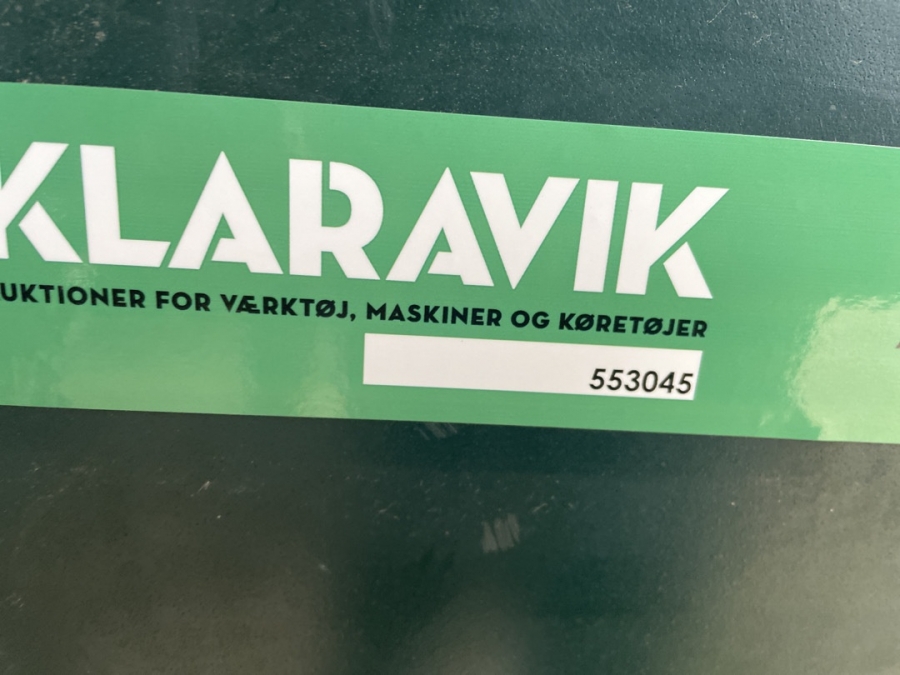 KLARAVIK
UKTIONER FOR VÆRKTØJ, MASKINER OG KØRETØJER
553045